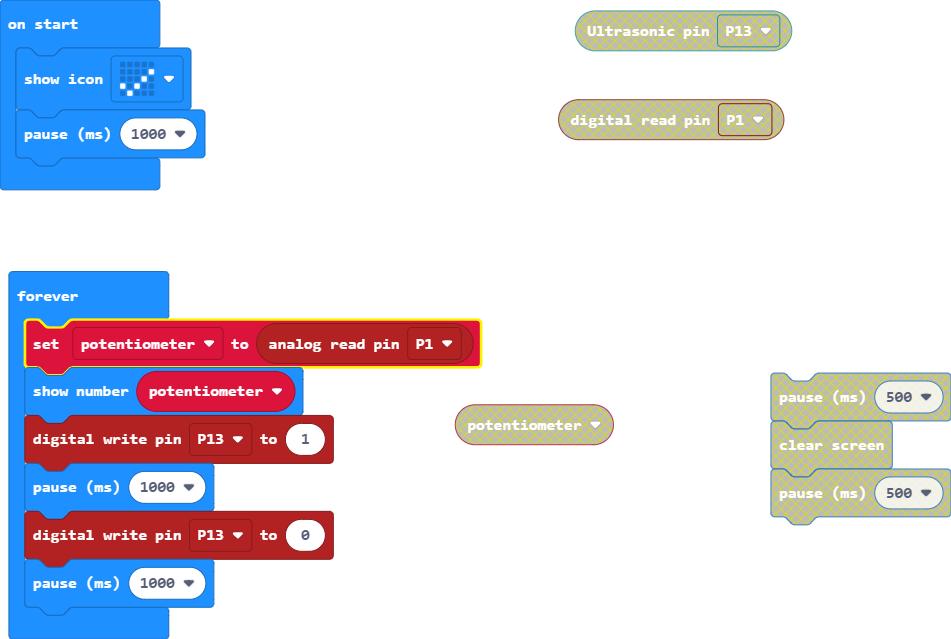 on start
show icon
pause (ms) 1000
Ultrasonic pin P13
digital read pin P1
forever
set potentiometer to analog read pin P1
show number potentiometer
digital write pin P13 to 1
pause (ms) 1000
digital write pin P13 to 0
pause (ms) 1000
potentiometer
pause (ms) 500
clear screen
pause (ms) 500